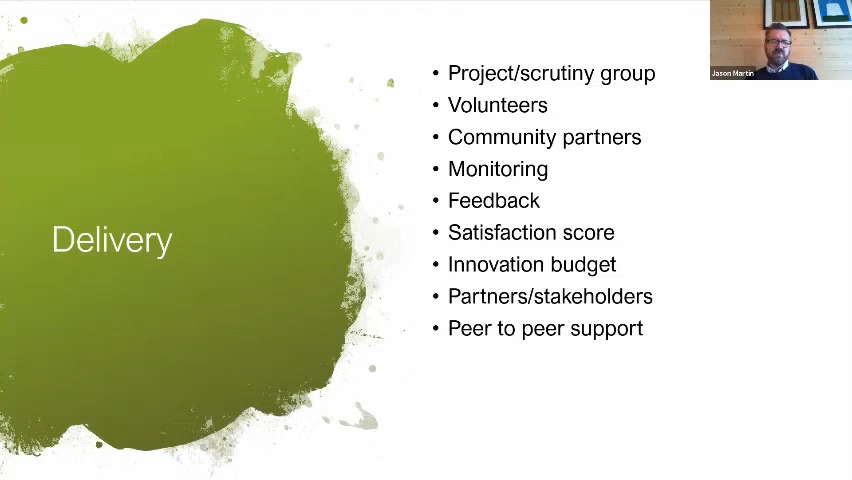 Delivery
• Project/scrutiny group
• Volunteers
• Community partners
• Monitoring
• Feedback
• Satisfaction score
• Innovation budget
• Partners/stakeholders
• Peer to peer support
Jason Martin